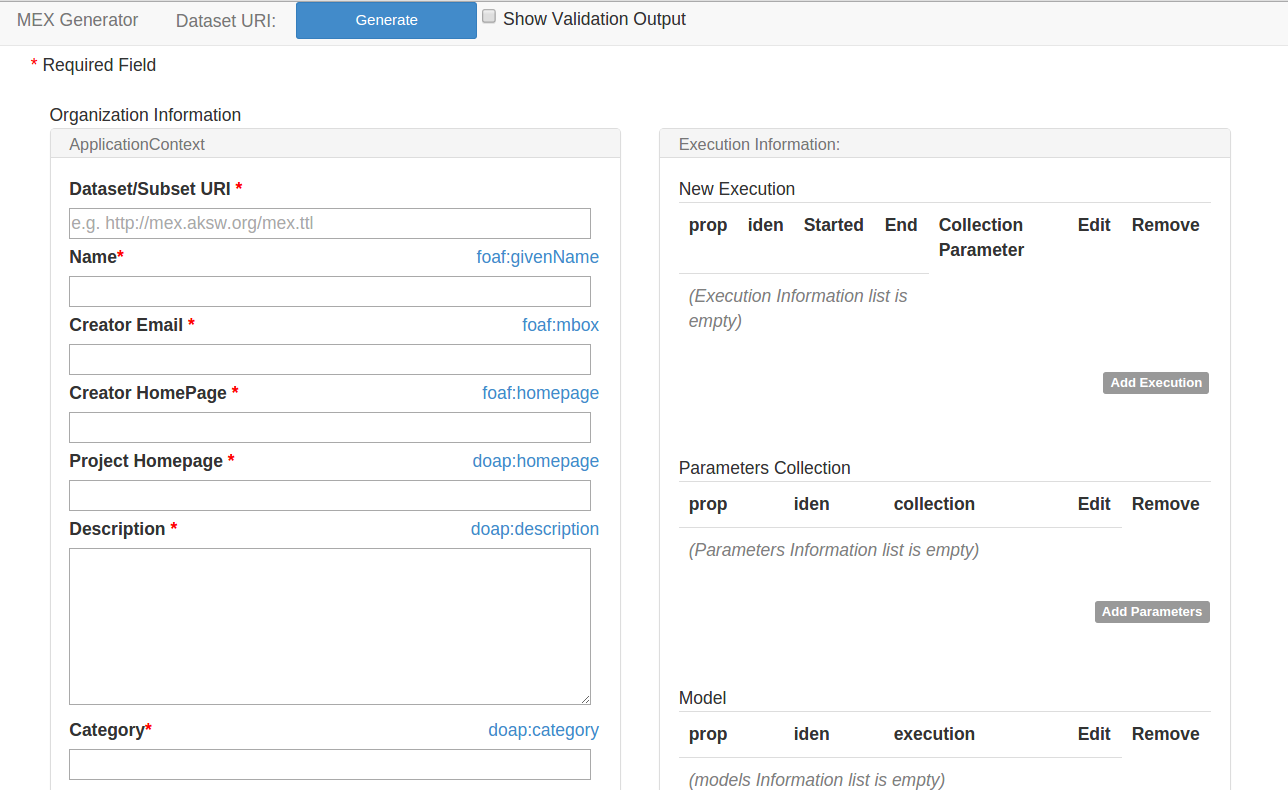 MEX Generator Dataset URI: Generate Show Validation Output
* Required Field
Organization Information
ApplicationContext
Dataset/Subset URI *
e.g. http://mex.aksw.org/mex.ttl
Name* foaf:givenName
Creator Email * foaf:mbox
Creator HomePage * foaf:homepage
Project Homepage * doap:homepage
Description * doap:description
Category* doap:category
Execution Information:
New Execution
prop iden Started End Collection Edit Remove
Parameter
(Execution Information list is
empty)
Add Execution
Parameters Collection
prop iden collection Edit Remove
(Parameters Information list is empty)
Add Parameters
Model
prop iden execution Edit Remove
(models Information list is empty)